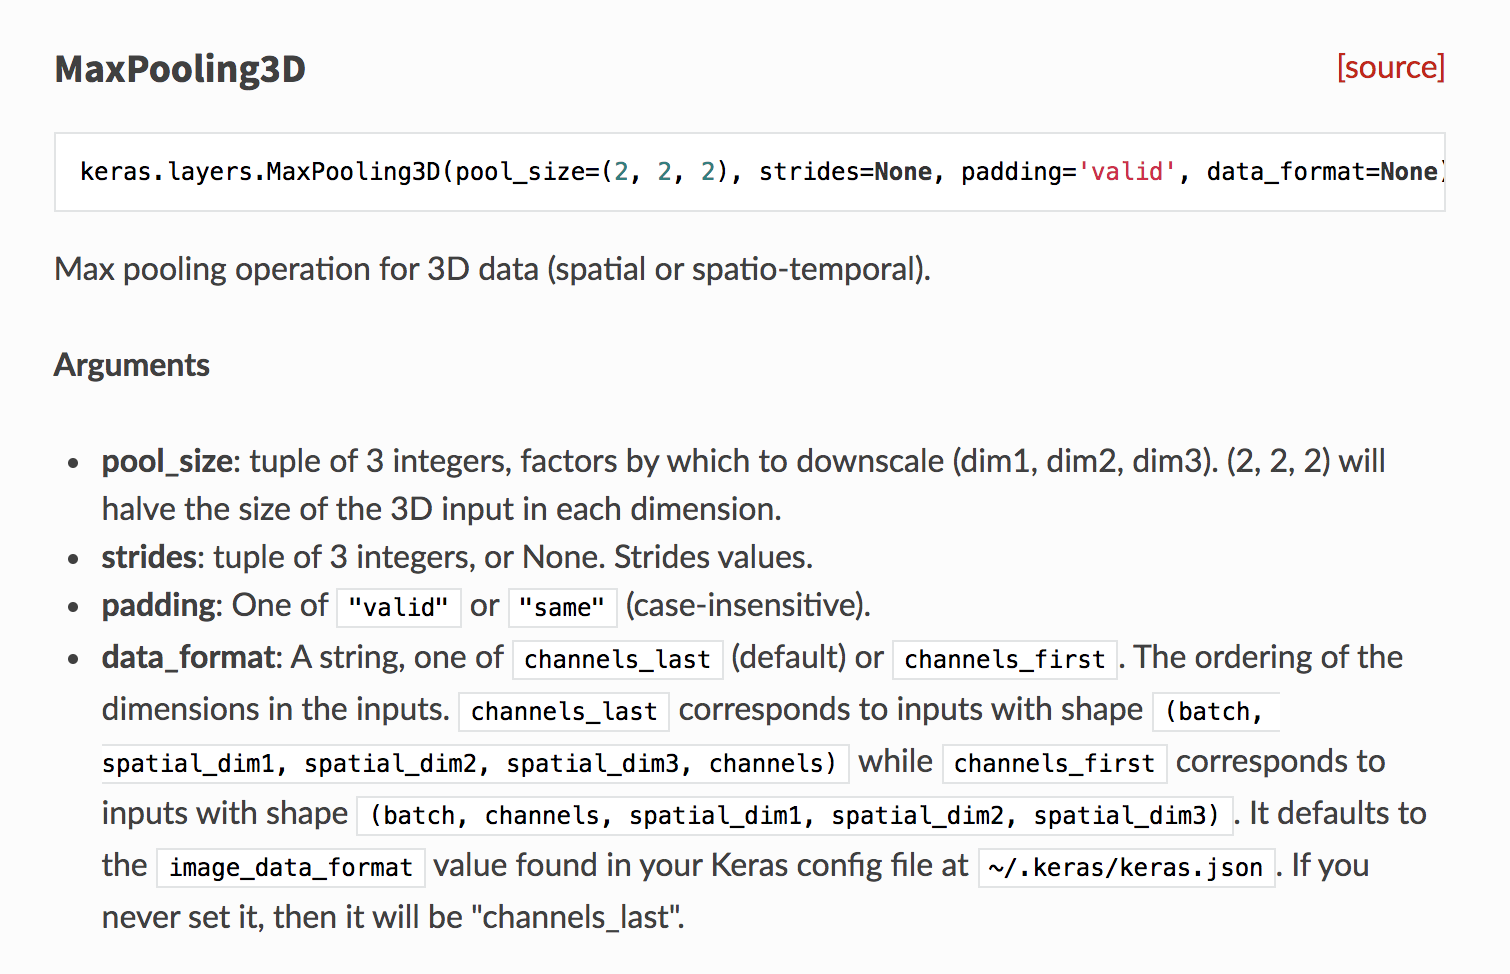 MaxPooling3D
[source]
keras.layers.MaxPooling3D(pool_size=(2, 2, 2), strides=None, padding='valid', data_format=None)
Max pooling operation for 3D data (spatial or spatio-temporal).
Arguments
• pool_size: tuple of 3 integers, factors by which to downscale (dim1, dim2, dim3). (2, 2, 2) will
halve the size of the 3D input in each dimension.
• strides: tuple of 3 integers, or None. Strides values.
• padding: One of "valid" or "same" (case-insensitive).
• data_format: A string, one of channels_last (default) or channels_first. The ordering of the
dimensions in the inputs. channels_last corresponds to inputs with shape (batch,
spatial_dim1, spatial_dim2, spatial_dim3, channels) while channels_first corresponds to
inputs with shape (batch, channels, spatial_dim1, spatial_dim2, spatial_dim3). It defaults to
the image_data_format value found in your Keras config file at ~/.keras/keras.json. If you
never set it, then it will be "channels_last".